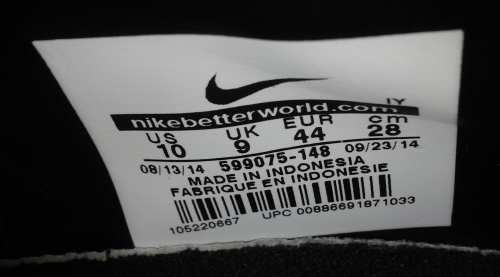 nikebetterworld.com
IY
US UK EUR cm
10 9 44 28
08/13/14 599075-148 09/23/14
MADE IN INDONESIA
FABRIQUE EN INDONESIE
105220667 UPC 00886691871033